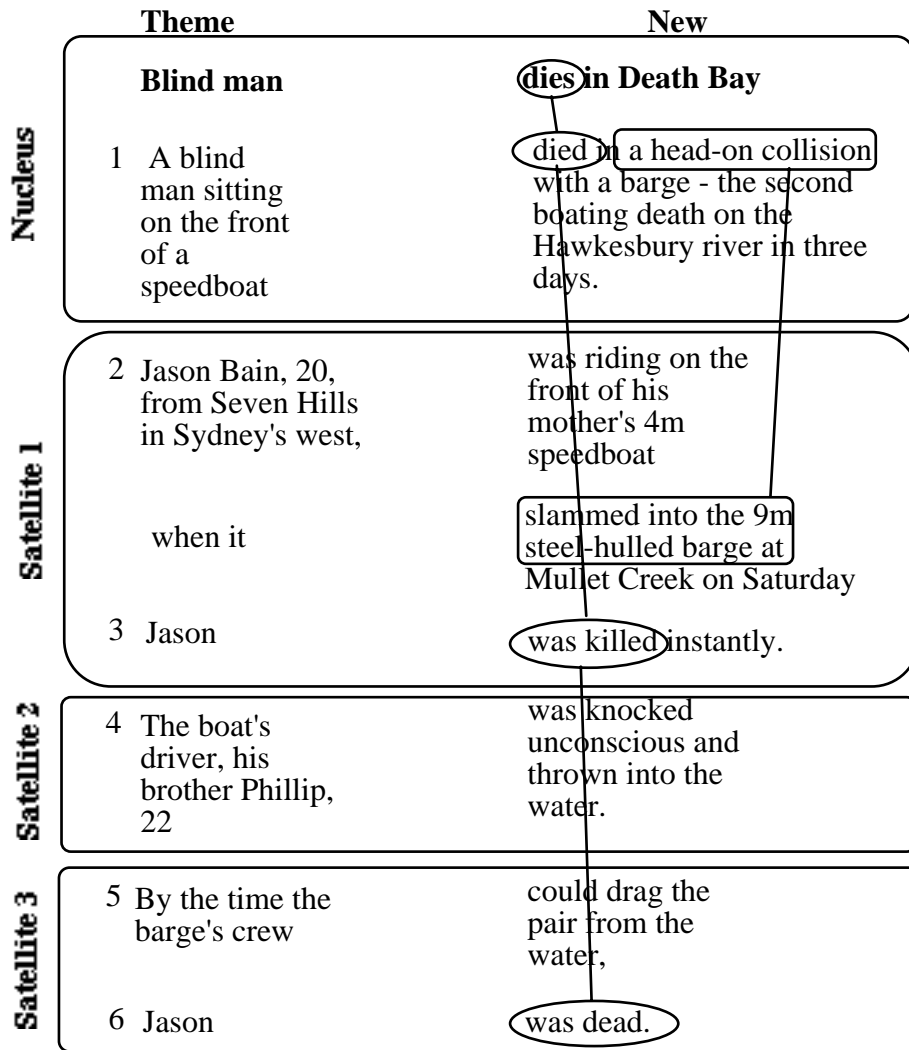 Theme New
Nucleus
Blind man dies in Death Bay
1 A blind
man sitting
on the front
of a
speedboat
died in a head-on collision
with a barge - the second
boating death on the
Hawkesbury river in three
days.
Satellite 1
2 Jason Bain, 20,
from Seven Hills
in Sydney's west,
was riding on the
front of his
mother's 4m
speedboat
when it
slammed into the 9m
steel-hulled barge at
Mullet Creek on Saturday
3 Jason
was killed instantly.
Satellite 2
4 The boat's
driver, his
brother Phillip,
22
was knocked
unconscious and
thrown into the
water.
Satellite 3
5 By the time the
barge's crew
could drag the
pair from the
water,
6 Jason
was dead.